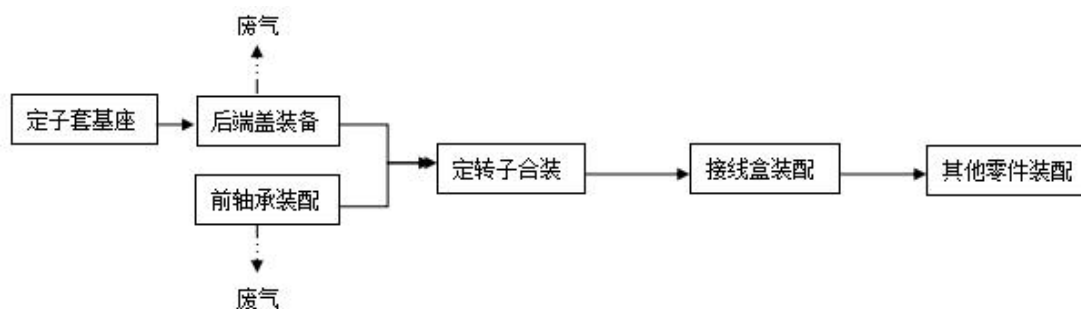 废气
定子套基座
后端盖装备
前轴承装配
定转子合装
接线盒装配
其他零件装配
废气